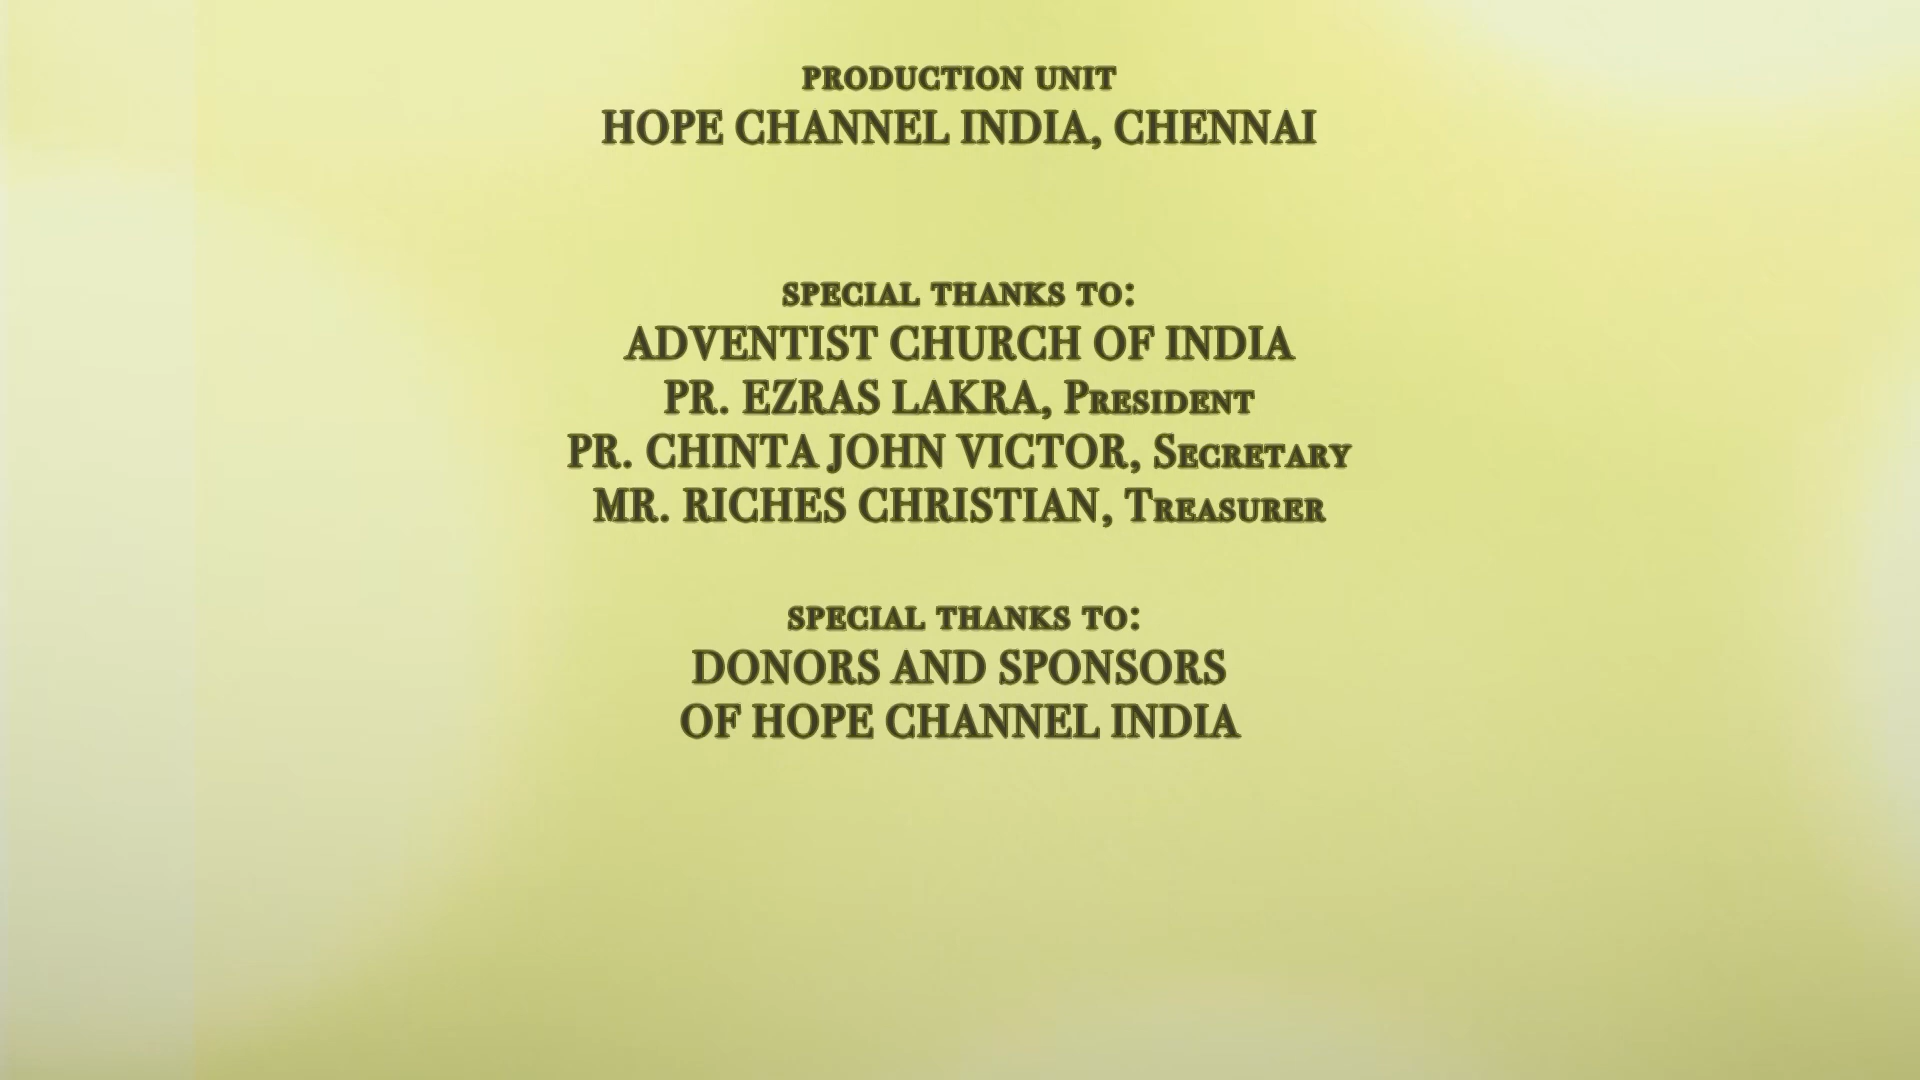 PRODUCTION UNIT
HOPE CHANNEL INDIA, CHENNAI
SPECIAL THANKS TO:
ADVENTIST CHURCH OF INDIA
PR. EZRAS LAKRA, PRESIDENT
PR. CHINTA JOHN VICTOR, SECRETARY
MR. RICHES CHRISTIAN, TREASURER
SPECIAL THANKS TO:
DONORS AND SPONSORS
OF HOPE CHANNEL INDIA